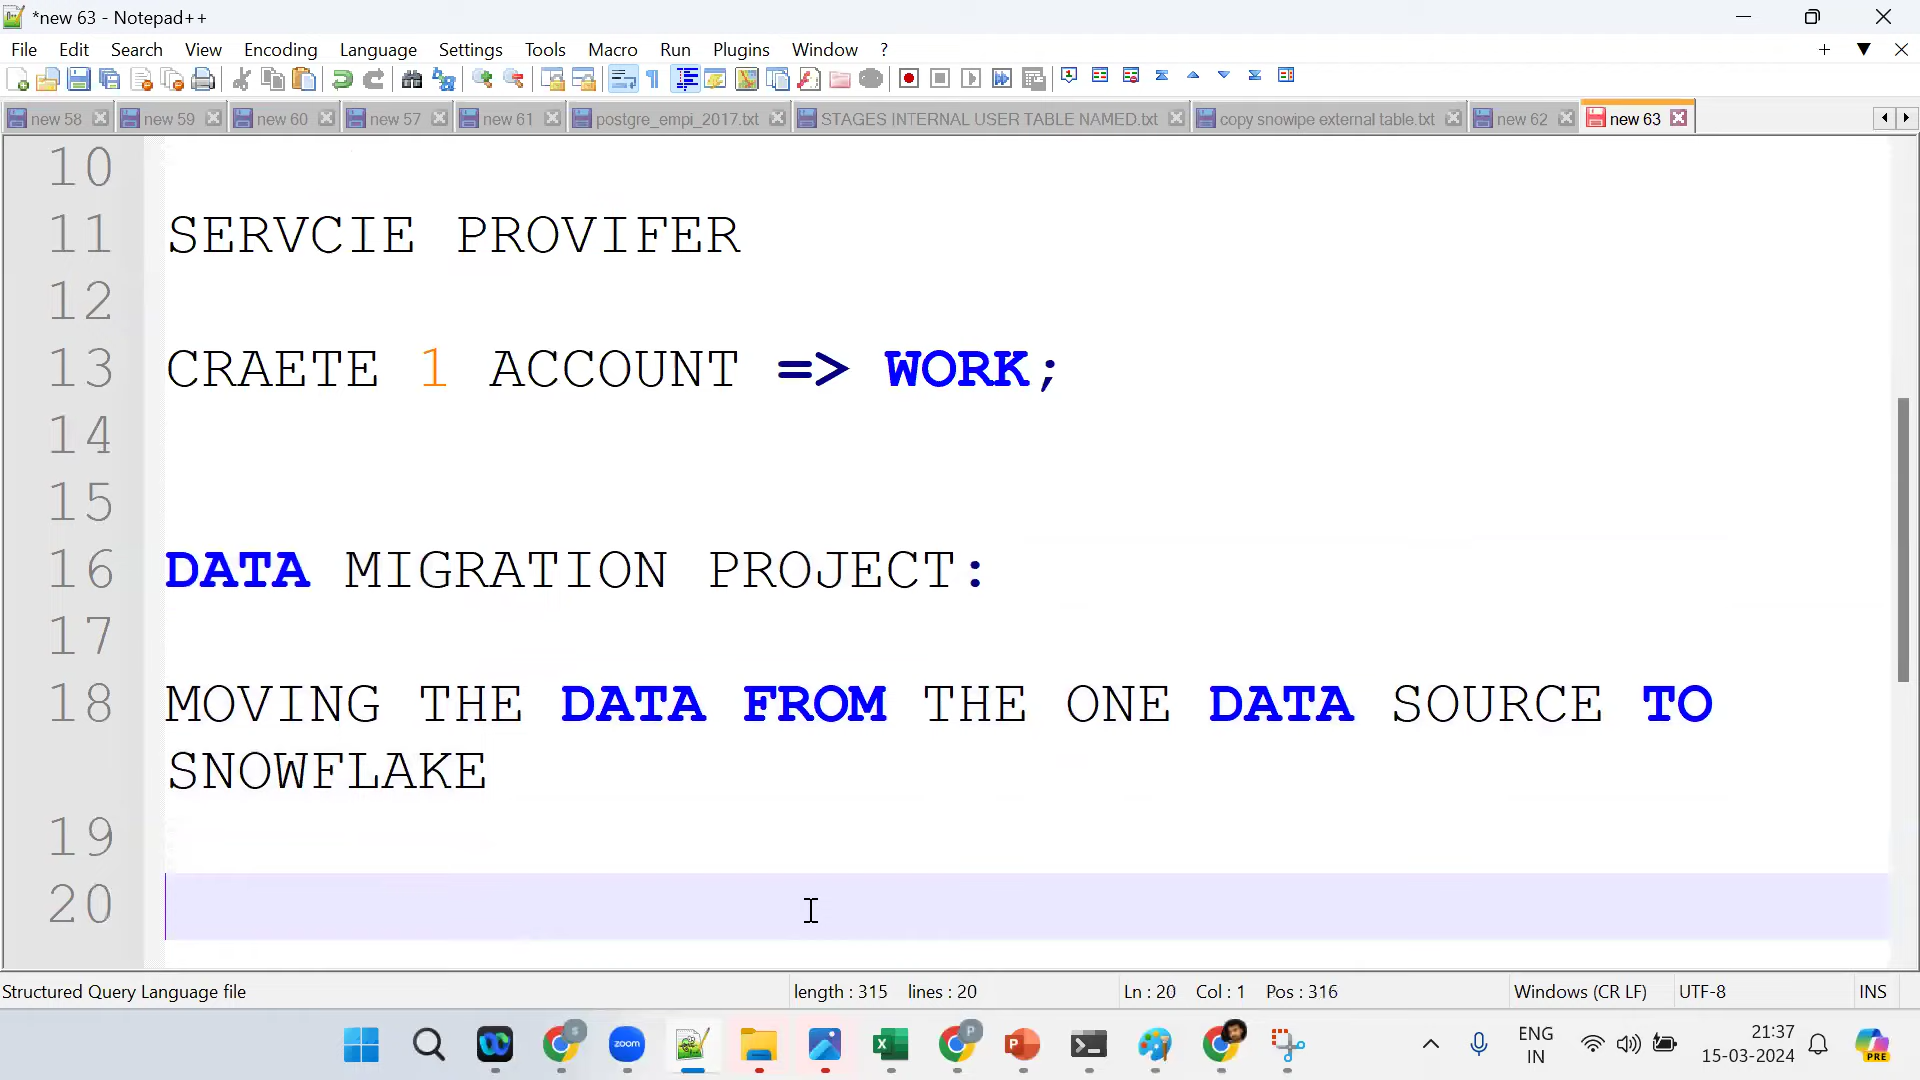 *new 63 - Notepad++
File Edit Search View Encoding Language Settings Tools Macro Run Plugins Window ?
new 58 new 59 new 60 new 57 new 61 postgre_empi_2017.txt STAGES INTERNAL USER TABLE NAMED.txt copy snowipe external table.txt new 62 new 63
10
11 SERVCIE PROVIFER
12
13 CRAETE 1 ACCOUNT => WORK;
14
15
16 DATA MIGRATION PROJECT:
17
18 MOVING THE DATA FROM THE ONE DATA SOURCE TO
SNOWFLAKE
19
20
Structured Query Language file length : 315 lines : 20 Ln : 20 Col : 1 Pos : 316 Windows (CR LF) UTF-8 INS
zoom S P PRE
ENG
IN
21:37
15-03-2024